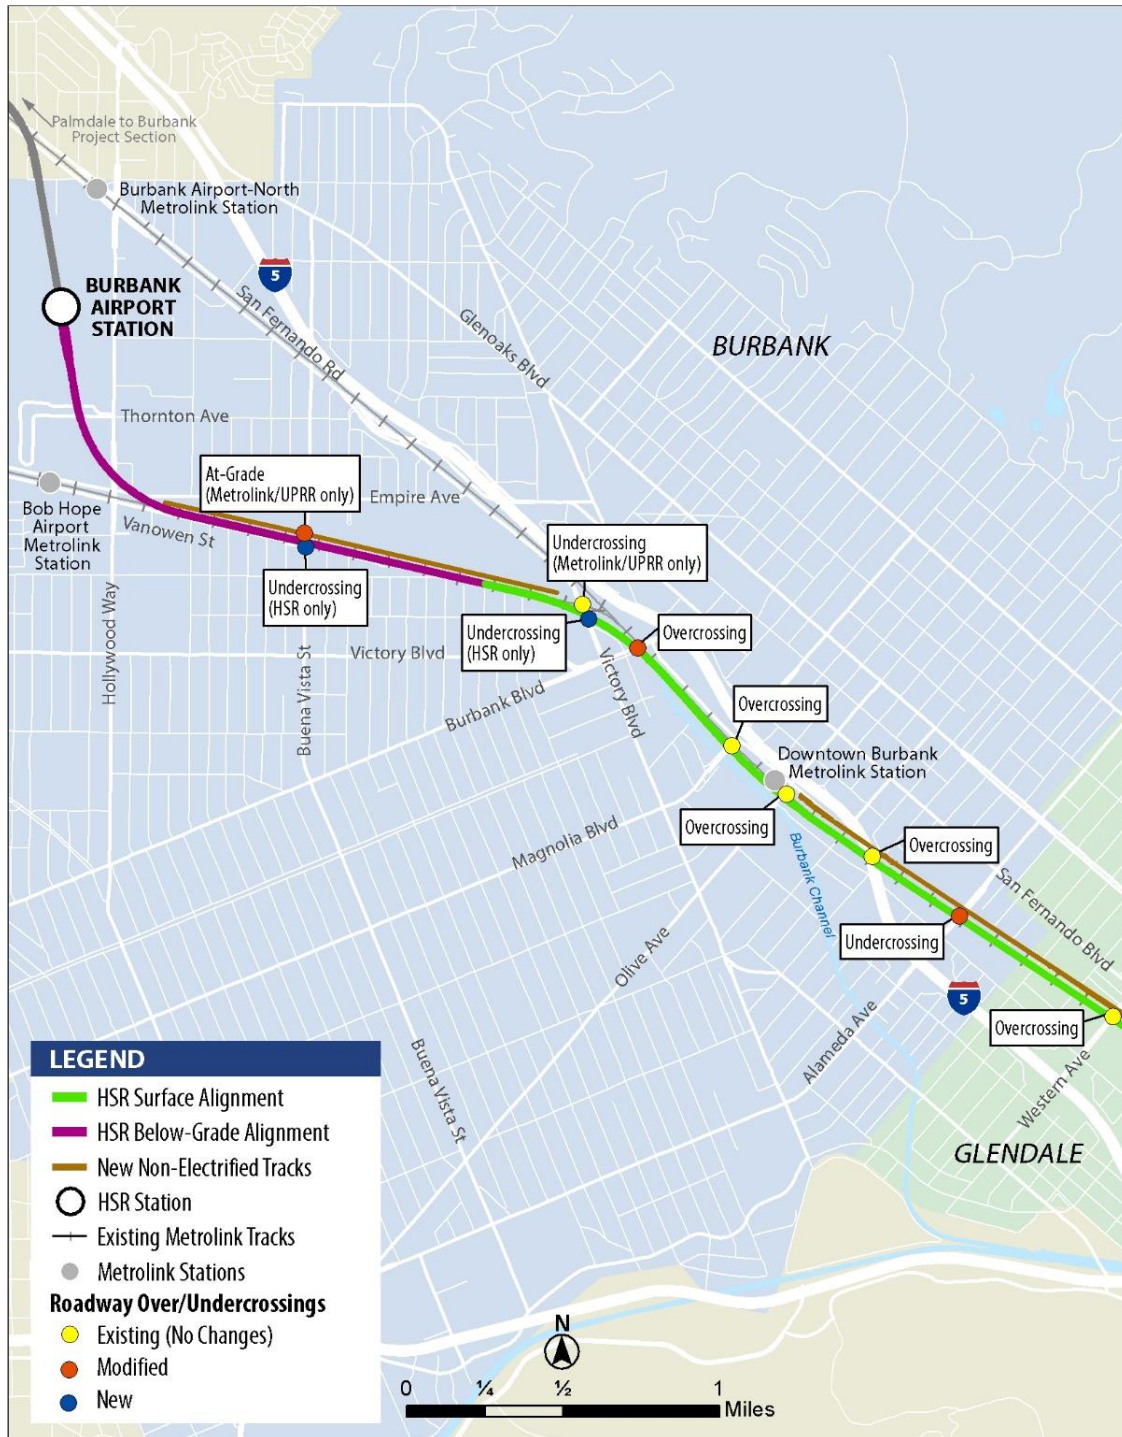 Palmdale to Burbank
Project Section
Burbank Airport-North
Metrolink Station
5
BURBANK
AIRPORT
STATION
San Fernando Rd
Glenoaks Blvd
BURBANK
Thornton Ave
At-Grade
(Metrolink/UPRR only)
Empire Ave
Bob Hope
Airport
Metrolink
Station
Vanowen St
Undercrossing
(Metrolink/UPRR only)
Undercrossing
(HSR only)
Hollywood Way
Undercrossing
(HSR only)
Overcrossing
Victory Blvd
Victory Blvd
Buena Vista St
Burbank Blvd
Overcrossing
Downtown Burbank
Metrolink Station
Overcrossing
Magnolia Blvd
Burbank Channel
Overcrossing
San Fernando Blvd
Olive Ave
Undercrossing
5
Overcrossing
Alameda Ave
Western Ave
Buena Vista St
GLENDALE
LEGEND
HSR Surface Alignment
HSR Below-Grade Alignment
New Non-Electrified Tracks
HSR Station
Existing Metrolink Tracks
Metrolink Stations
Roadway Over/Undercrossings
Existing (No Changes)
Modified
New
N
0 ¼ ½ 1
Miles